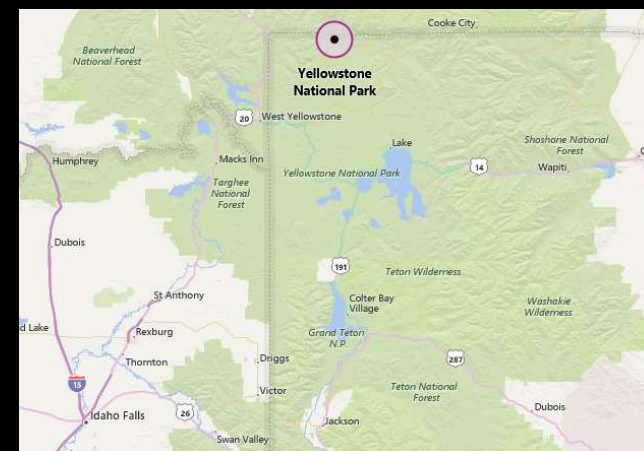 Cooke City
Beaverhead
National Forest
Yellowstone
National Park
20
West Yellowstone
Lake
Shoshone National
Forest
Humphrey
Macks Inn
Yellowstone National Park
14
Wapiti
Targhee
National
Forest
Dubois
191
Teton Wilderness
St Anthony
Colter Bay
Village
Washakie
Wilderness
d Lake
Rexburg
Grand Teton
N.P.
Thornton
Driggs
287
15
Victor
Teton National
Forest
Idaho Falls
26
Jackson
Dubois
Swan Valley